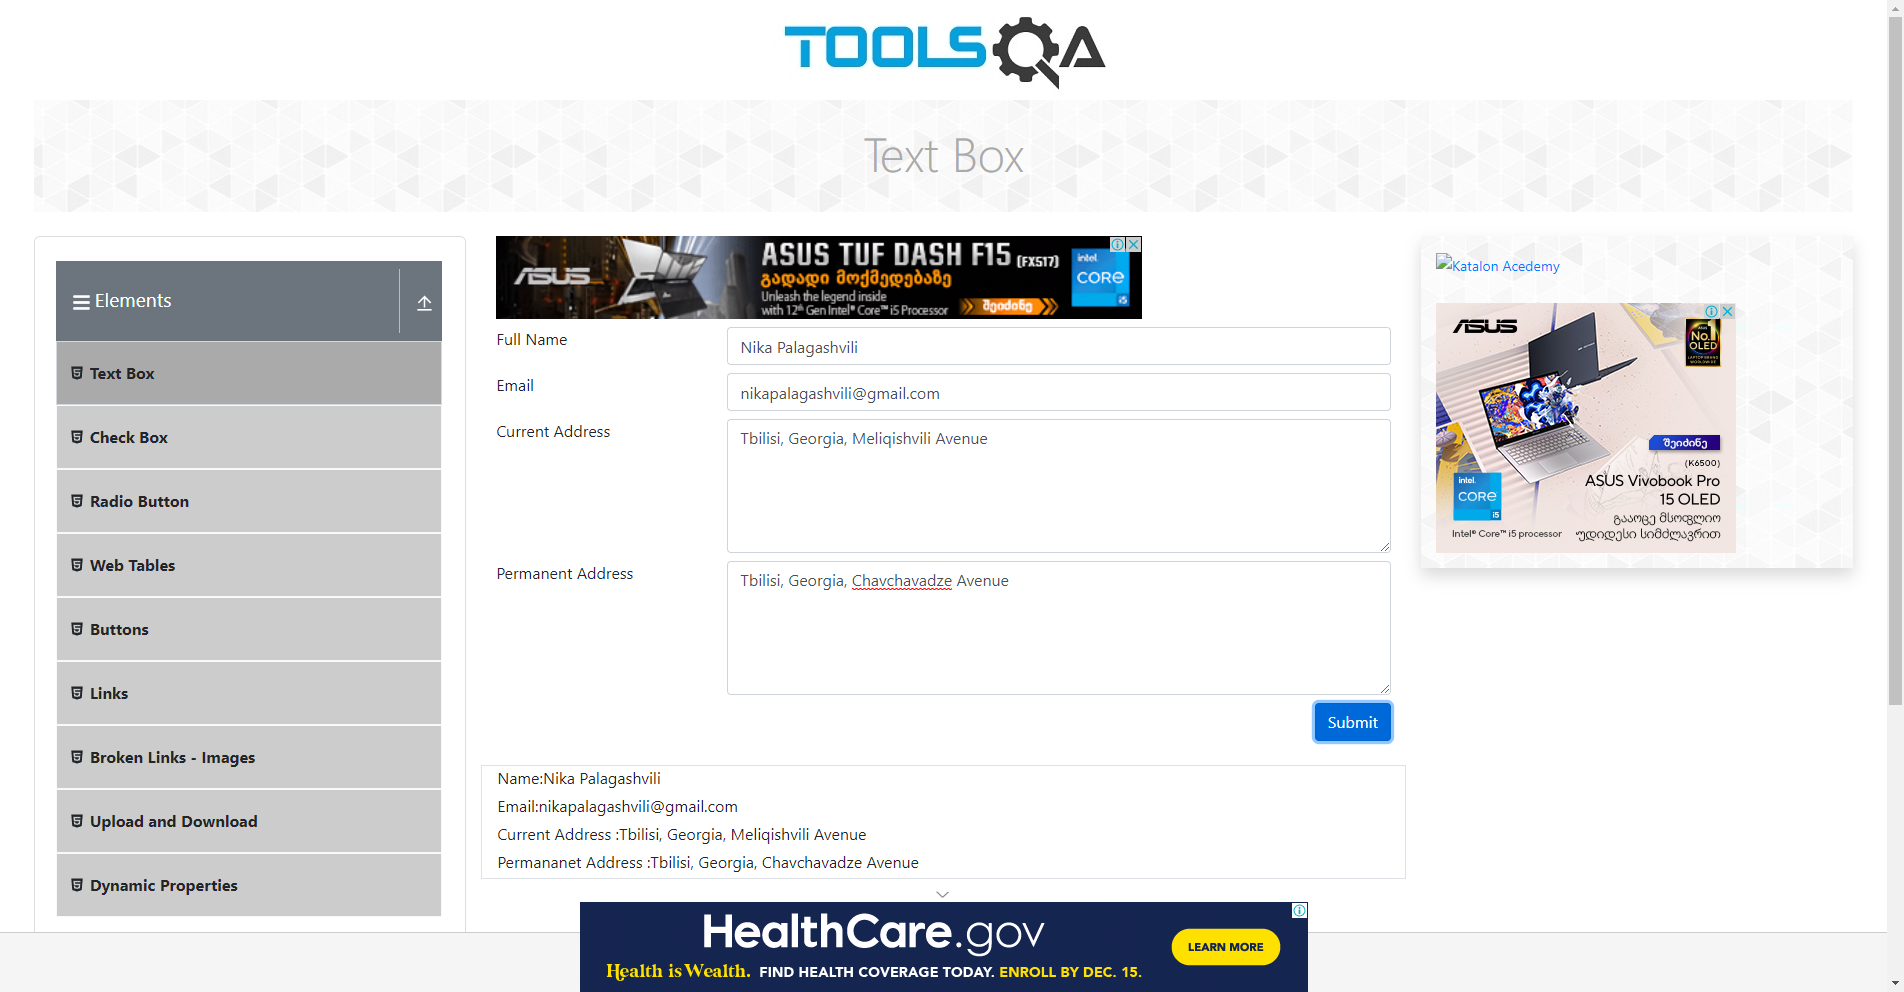 TOOLSQA
Text Box
Elements
Text Box
Check Box
Radio Button
Web Tables
Buttons
Links
Broken Links - Images
Upload and Download
Dynamic Properties
ASUS
ASUS TUF DASH F15 (FX517)
გადადი მოქმედებაზე
Unleash the legend inside
with 12th Gen Intel® Core™ i5 Processor
შეიძინე
intel.
CORE
i5
Full Name
Nika Palagashvili
Email
nikapalagashvili@gmail.com
Current Address
Tbilisi, Georgia, Meliqishvili Avenue
Permanent Address
Tbilisi, Georgia, Chavchavadze Avenue
Submit
Name:Nika Palagashvili
Email:nikapalagashvili@gmail.com
Current Address :Tbilisi, Georgia, Meliqishvili Avenue
Permananet Address :Tbilisi, Georgia, Chavchavadze Avenue
Katalon Acedemy
ASUS
No.1
OLED
შეიძინე
(K6500)
ASUS Vivobook Pro
15 OLED
გააოცე მსოფლიო
უდიდესი სიმძლავრით
intel.
CORE
i5
Intel® Core™ i5 processor
HealthCare.gov
Health is Wealth. FIND HEALTH COVERAGE TODAY. ENROLL BY DEC. 15.
LEARN MORE